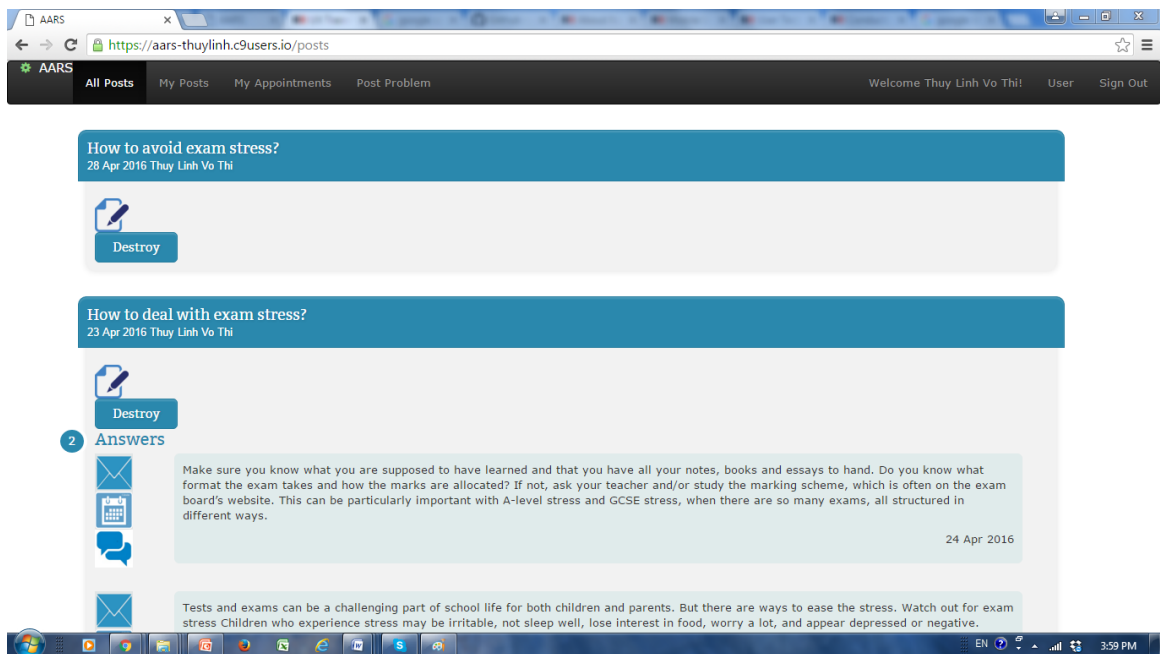 AARS
https://aars-thuylinh.c9users.io/posts
AARS
All Posts My Posts My Appointments Post Problem Welcome Thuy Linh Vo Thi! User Sign Out
How to avoid exam stress?
28 Apr 2016 Thuy Linh Vo Thi
Destroy
How to deal with exam stress?
23 Apr 2016 Thuy Linh Vo Thi
Destroy
2 Answers
Make sure you know what you are supposed to have learned and that you have all your notes, books and essays to hand. Do you know what
format the exam takes and how the marks are allocated? If not, ask your teacher and/or study the marking scheme, which is often on the exam
board's website. This can be particularly important with A-level stress and GCSE stress, when there are so many exams, all structured in
different ways.
24 Apr 2016
Tests and exams can be a challenging part of school life for both children and parents. But there are ways to ease the stress. Watch out for exam
stress Children who experience stress may be irritable, not sleep well, lose interest in food, worry a lot, and appear depressed or negative.
EN 3:59 PM